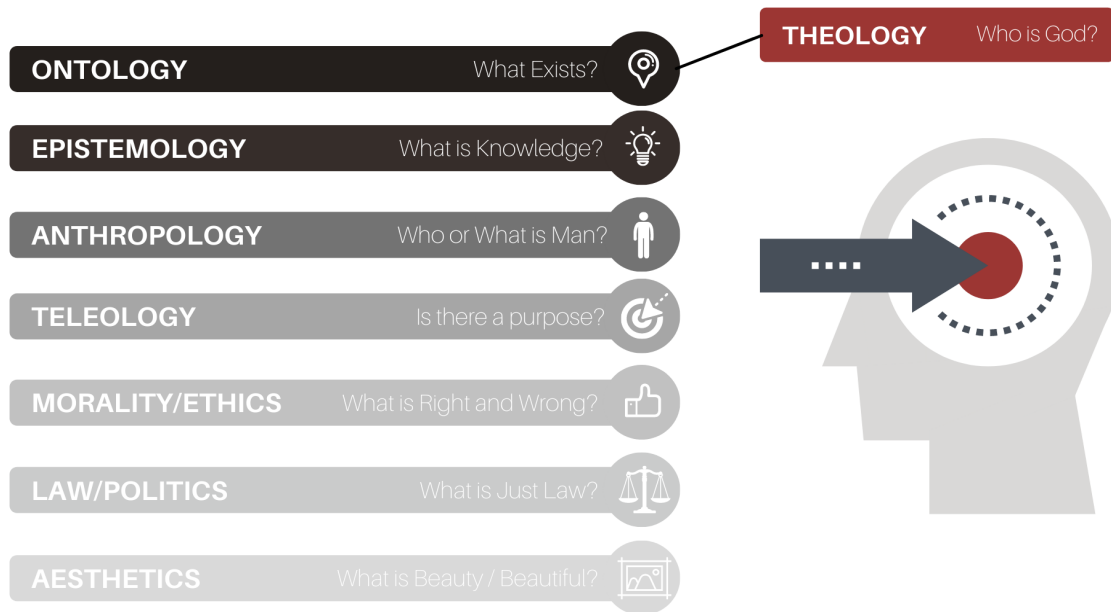 THEOLOGY Who is God?
ONTOLOGY What Exists?
EPISTEMOLOGY What is Knowledge?
ANTHROPOLOGY Who or What is Man?
TELEOLOGY Is there a purpose?
MORALITY/ETHICS What is Right and Wrong?
LAW/POLITICS What is Just Law?
AESTHETICS What is Beauty / Beautiful?